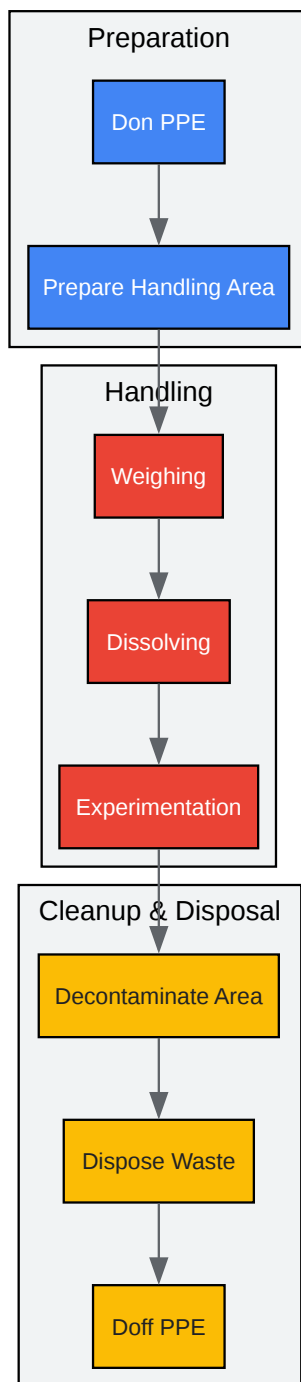 Preparation
Don PPE
Prepare Handling Area
Handling
Weighing
Dissolving
Experimentation
Cleanup & Disposal
Decontaminate Area
Dispose Waste
Doff PPE